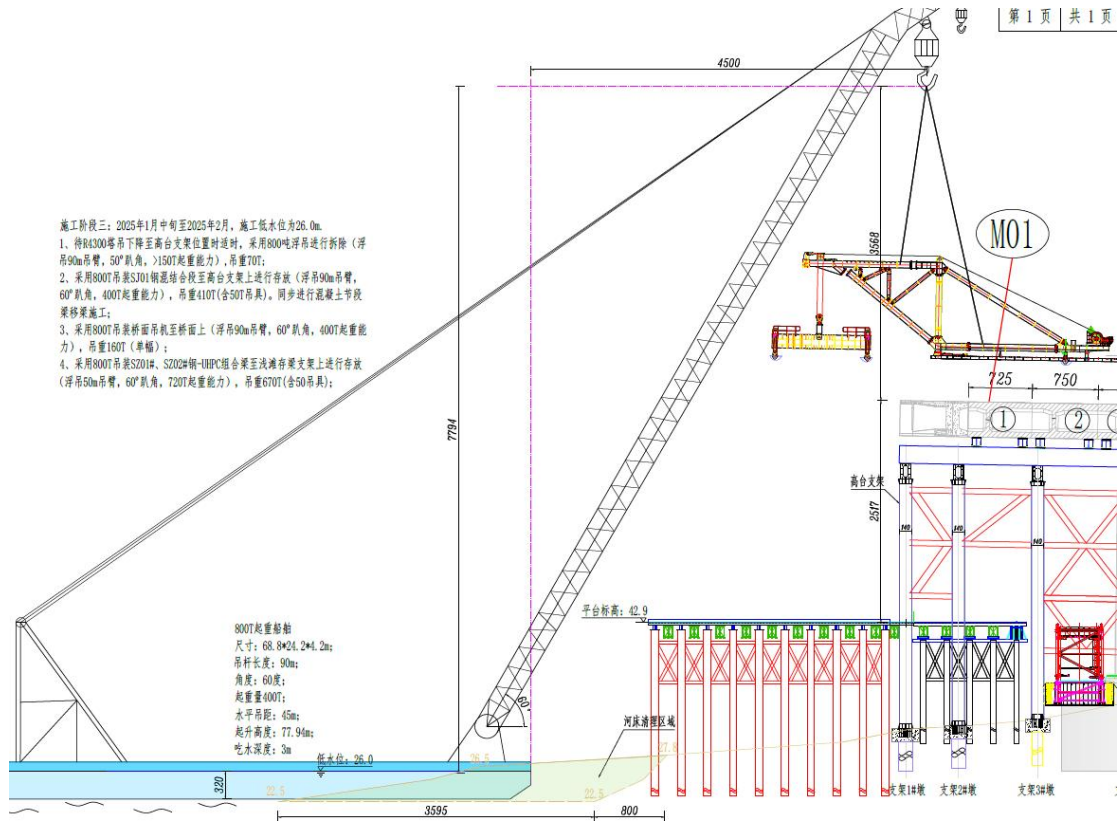 第 1 页 共 1 页
4500
施工阶段三：2025年1月中旬至2025年2月，施工低水位为26.0m.
1、待R4300塔吊下降至高台支架位置时适时，采用800吨浮吊进行拆除（浮
吊90m吊臂，50°趴角，>150T起重能力），吊重70T；
2、采用800T吊装SJ01钢混结合段至高台支架上进行存放（浮吊90m吊臂，
60°趴角，400T起重能力），吊重410T(含50T吊具)。同步进行混凝土节段
梁移梁施工；
3、采用800T吊装桥面吊机至桥面上（浮吊90m吊臂，60°趴角，400T起重能
力），吊重160T（单幅）；
4、采用800T吊装SZ01#、SZ02#钢-UHPC组合梁至浅滩存梁支架上进行存放
（浮吊50m吊臂，60°趴角，720T起重能力），吊重670T(含50吊具)；
3568
M01
725
750
7794
1
2
高台支架
2517
140
140
140
平台标高：42.9
800T起重船舶
尺寸：68.8*24.2*4.2m；
吊杆长度：90m；
角度：60度；
起重量400T；
水平吊距：45m；
起升高度：77.94m；
吃水深度：3m
60°
河床清理区域
低水位：26.0
26.5
27.8
320
22.5
22.5
支架1#墩
支架2#墩
支架3#墩
3595
800